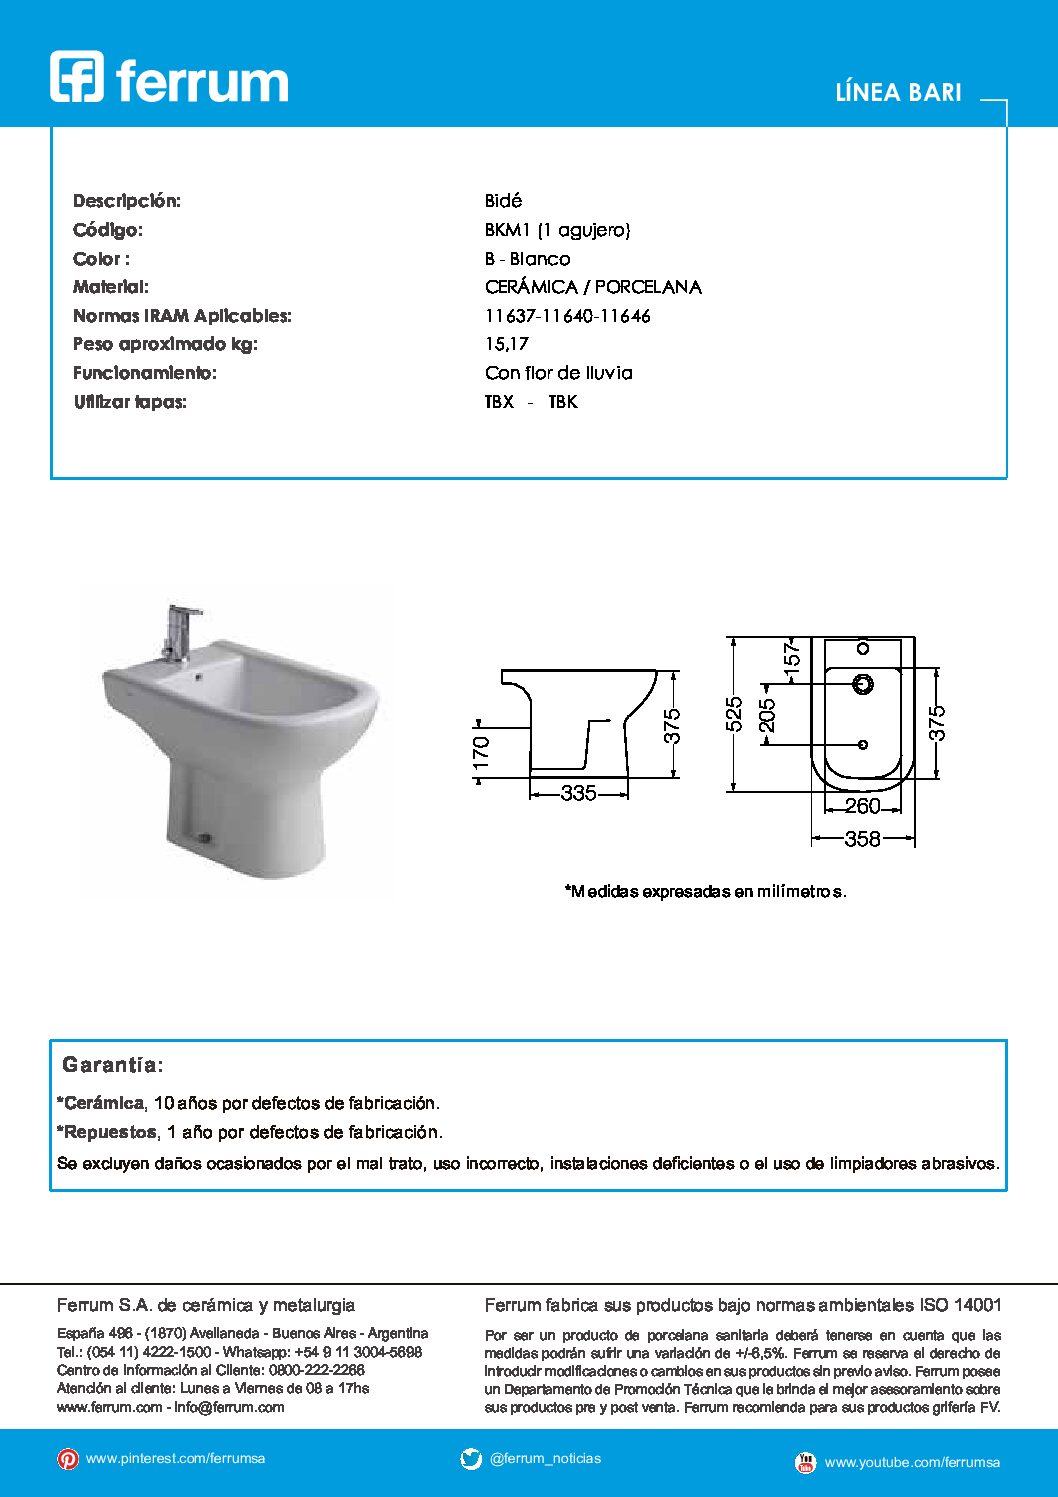 ferrum
LÍNEA BARI
Descripción: Bidé
Código: BKM1 (1 agujero)
Color : B - Blanco
Material: CERÁMICA / PORCELANA
Normas IRAM Aplicables: 11637-11640-11646
Peso aproximado kg: 15,17
Funcionamiento: Con flor de lluvia
Utilizar tapas: TBX - TBK
170
335
375
525
205
157
375
260
358
*Medidas expresadas en milímetros.
Garantía:
*Cerámica, 10 años por defectos de fabricación.
*Repuestos, 1 año por defectos de fabricación.
Se excluyen daños ocasionados por el mal trato, uso incorrecto, instalaciones deficientes o el uso de limpiadores abrasivos.
Ferrum S.A. de cerámica y metalurgia
España 496 - (1870) Avellaneda - Buenos Aires - Argentina
Tel.: (054 11) 4222-1500 - Whatsapp: +54 9 11 3004-5698
Centro de Información al Cliente: 0800-222-2266
Atención al cliente: Lunes a Viernes de 08 a 17hs
www.ferrum.com - info@ferrum.com
Ferrum fabrica sus productos bajo normas ambientales ISO 14001
Por ser un producto de porcelana sanitaria deberá tenerse en cuenta que las
medidas podrán sufrir una variación de +/-6,5%. Ferrum se reserva el derecho de
introducir modificaciones o cambios en sus productos sin previo aviso. Ferrum posee
un Departamento de Promoción Técnica que le brinda el mejor asesoramiento sobre
sus productos pre y post venta. Ferrum recomienda para sus productos grifería FV.
www.pinterest.com/ferrumsa
@ferrum_noticias
You Tube
www.youtube.com/ferrumsa